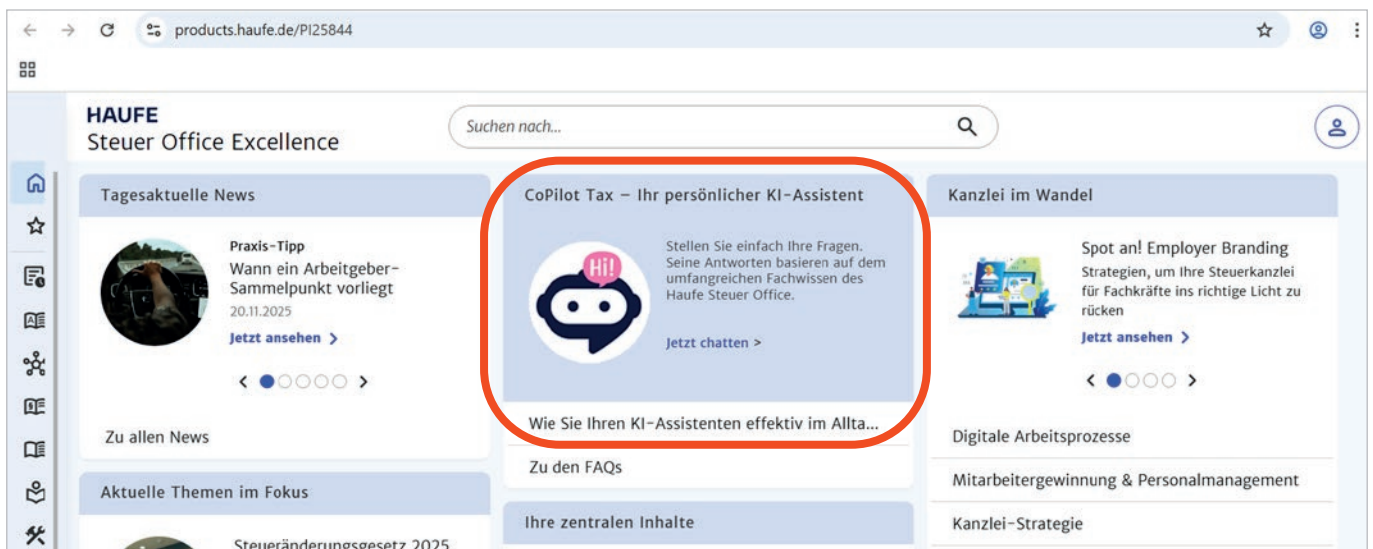 products.haufe.de/PI25844
HAUFE
Steuer Office Excellence
Suchen nach...
Tagesaktuelle News
Praxis-Tipp
Wann ein Arbeitgeber-
Sammelpunkt vorliegt
20.11.2025
Jetzt ansehen >
Zu allen News
Aktuelle Themen im Fokus
Steueränderungsgesetz 2025
CoPilot Tax – Ihr persönlicher KI-Assistent
Hi!
Stellen Sie einfach Ihre Fragen.
Seine Antworten basieren auf dem
umfangreichen Fachwissen des
Haufe Steuer Office.
Jetzt chatten >
Wie Sie Ihren KI-Assistenten effektiv im Allta...
Zu den FAQs
Ihre zentralen Inhalte
Kanzlei im Wandel
Spot an! Employer Branding
Strategien, um Ihre Steuerkanzlei
für Fachkräfte ins richtige Licht zu
rücken
Jetzt ansehen >
Digitale Arbeitsprozesse
Mitarbeitergewinnung & Personalmanagement
Kanzlei-Strategie